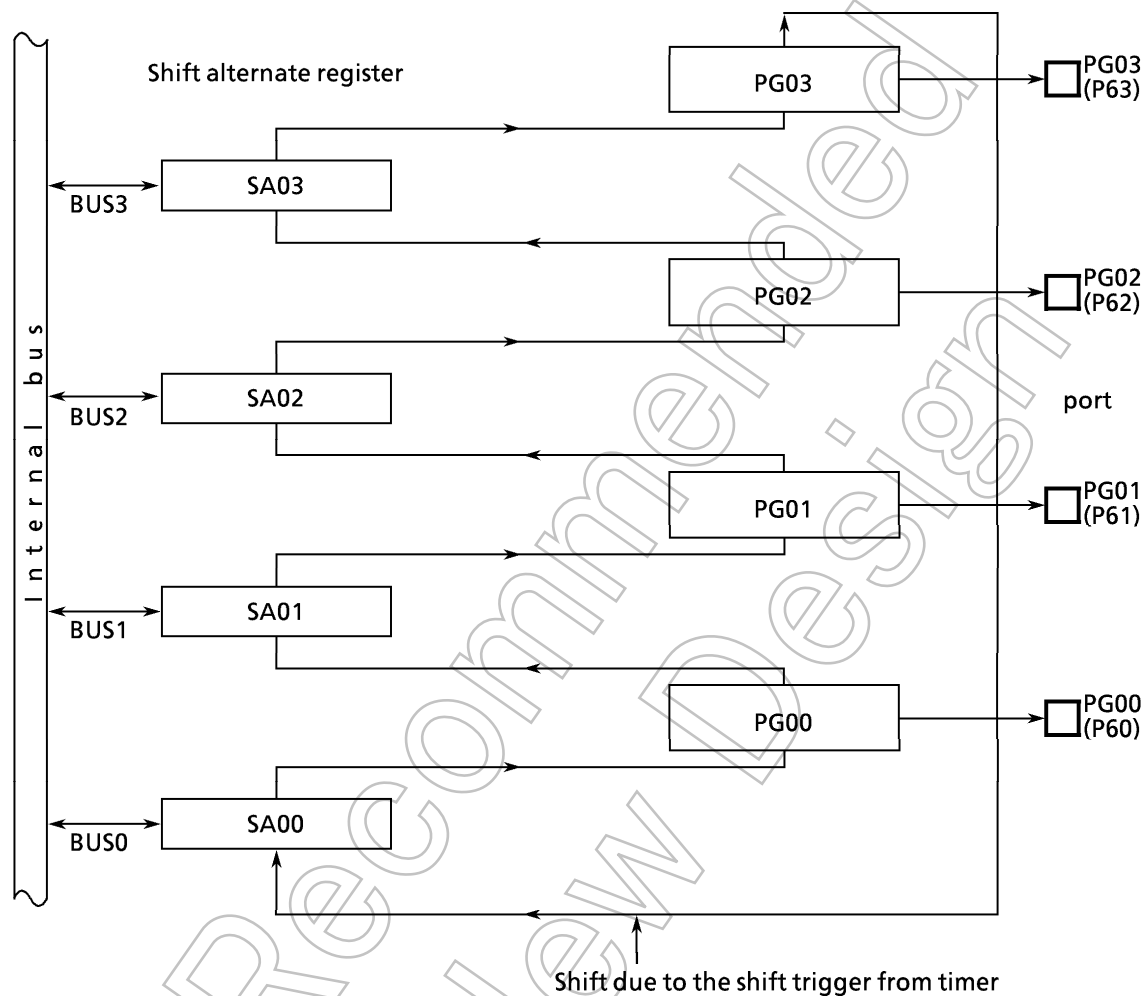 Shift alternate register
PG03
PG03
(P63)
SA03
BUS3
PG02
PG02
(P62)
Internal bus
SA02
BUS2
port
PG01
PG01
(P61)
SA01
BUS1
PG00
PG00
(P60)
SA00
BUS0
Shift due to the shift trigger from timer
Recommended
New Design